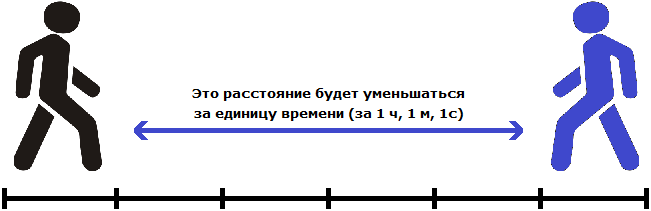 Это расстояние будет уменьшаться
за единицу времени (за 1 ч, 1 м, 1с)